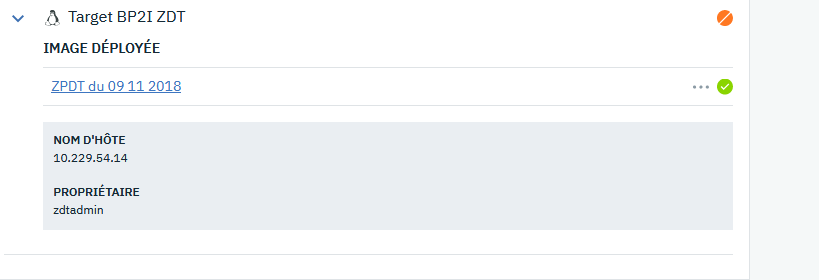 Target BP2I ZDT
IMAGE DÉPLOYÉE
ZPDT du 09 11 2018
NOM D'HÔTE
10.229.54.14
PROPRIÉTAIRE
zdtadmin